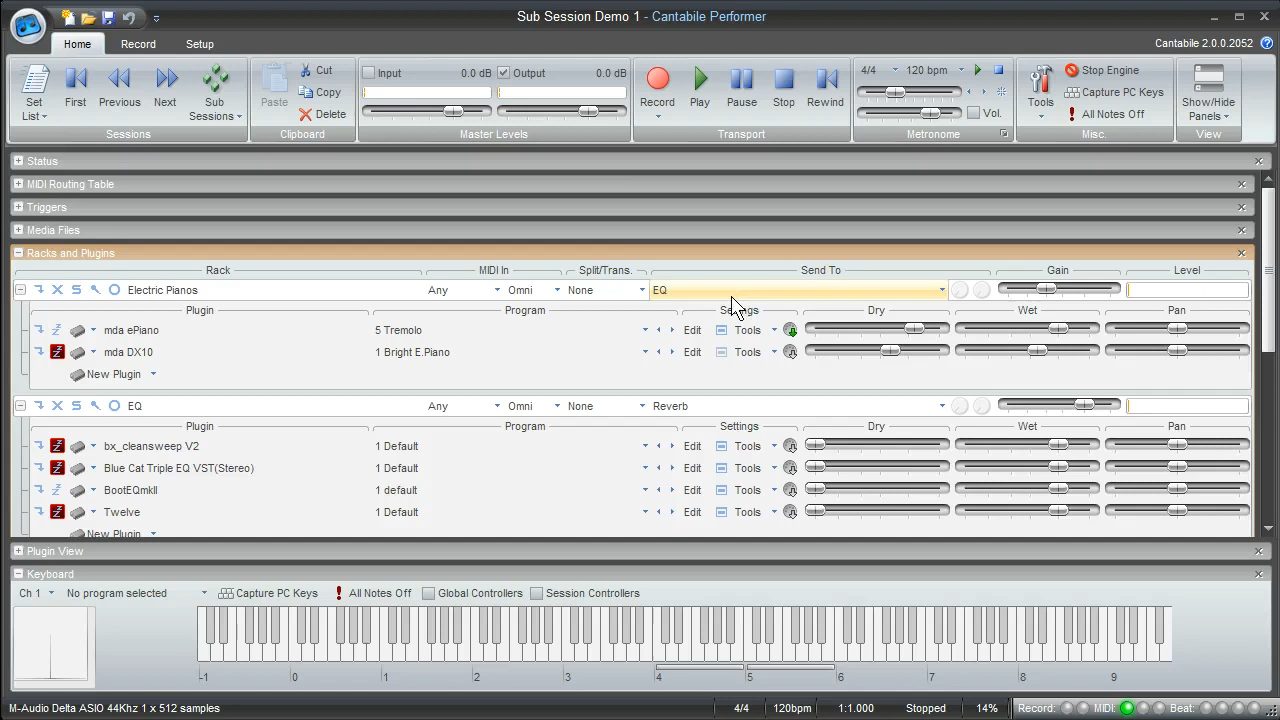 Sub Session Demo 1 - Cantabile Performer
Home Record Setup Cantabile 2.0.0.2052
Set List First Previous Next Sub Sessions
Sessions
Paste Cut Copy Delete
Clipboard
Input dB Output 0.0 dB
Master Levels
Record Play Pause Stop Rewind
Transport
4/4 120 bpm
Vol.
Metronome
Tools Stop Engine
Capture PC Keys
All Notes Off
Misc.
Show/Hide Panels
View
Status
MIDI Routing Table
Triggers
Media Files
Racks and Plugins
Rack MIDI In Split/Trans. Send To Gain Level
Electric Pianos Any Omni None EQ
Plugin Program Settings Dry Wet Pan
mda ePiano 5 Tremolo Edit Tools
mda DX10 1 Bright E.Piano Edit Tools
New Plugin
EQ Any Omni None Reverb
Plugin Program Settings Dry Wet Pan
bx_cleansweep V2 1 Default Edit Tools
Blue Cat Triple EQ VST(Stereo) 1 Default Edit Tools
BootEQmkII 1 default Edit Tools
Twelve 1 Default Edit Tools
New Plugin
Plugin View
Keyboard
Ch 1 No program selected Capture PC Keys All Notes Off Global Controllers Session Controllers
-1 0 1 2 3 4 5 6 7 8 9
M-Audio Delta ASIO 44Khz 1 x 512 samples 4/4 120bpm 1:1.000 Stopped 14% Record: MIDI: Beat: